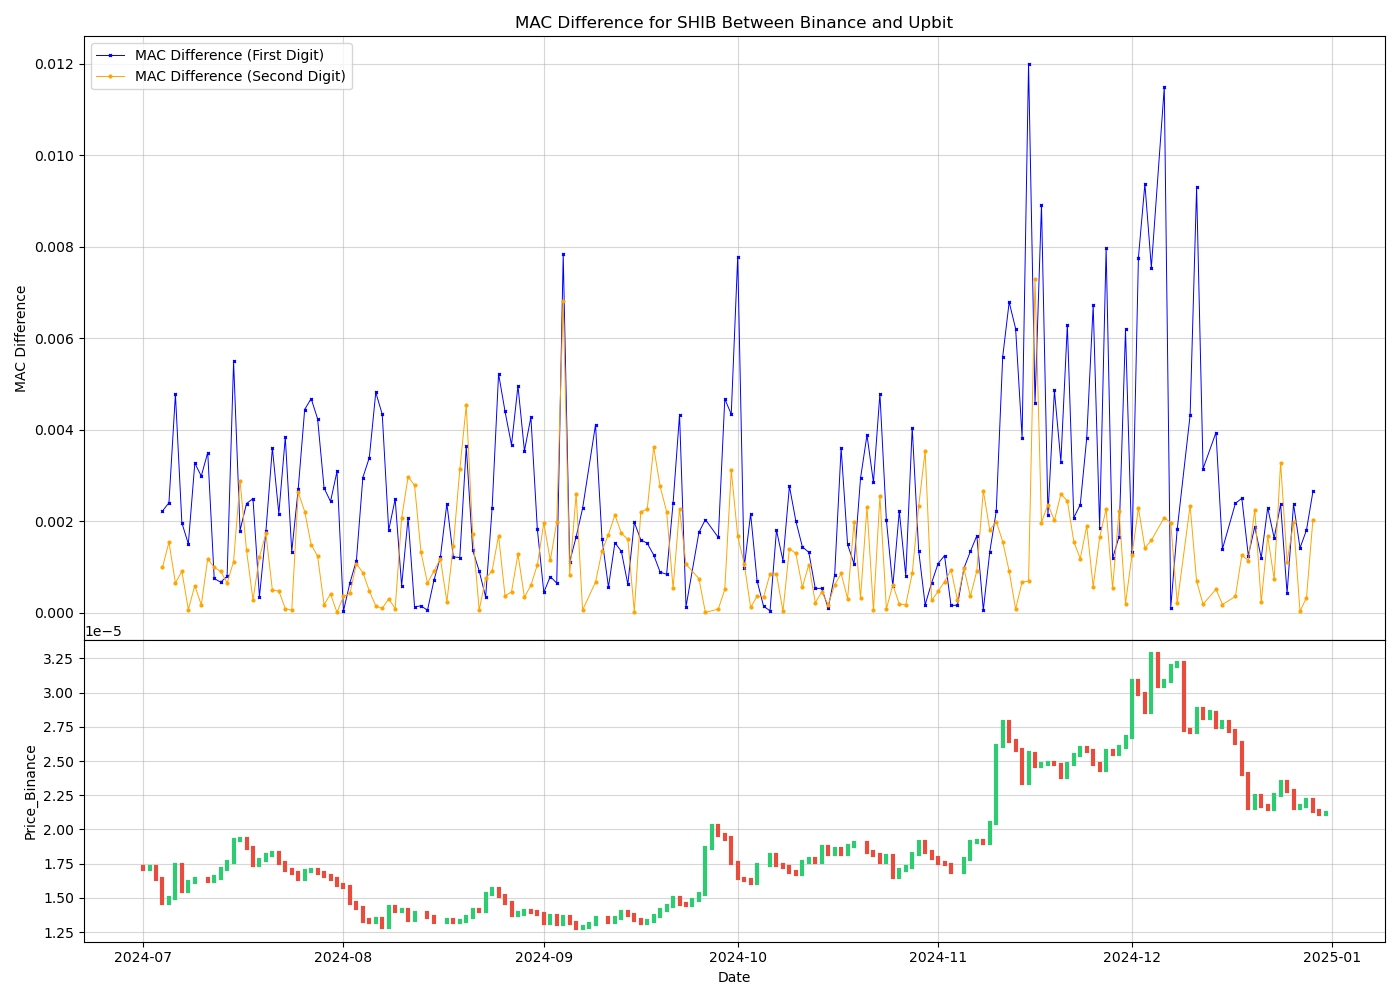 MAC Difference for SHIB Between Binance and Upbit
MAC Difference (First Digit)
MAC Difference (Second Digit)
MAC Difference
0.012
0.010
0.008
0.006
0.004
0.002
0.000
1e−5
Price_Binance
3.25
3.00
2.75
2.50
2.25
2.00
1.75
1.50
1.25
2024-07 2024-08 2024-09 2024-10 2024-11 2024-12 2025-01
Date